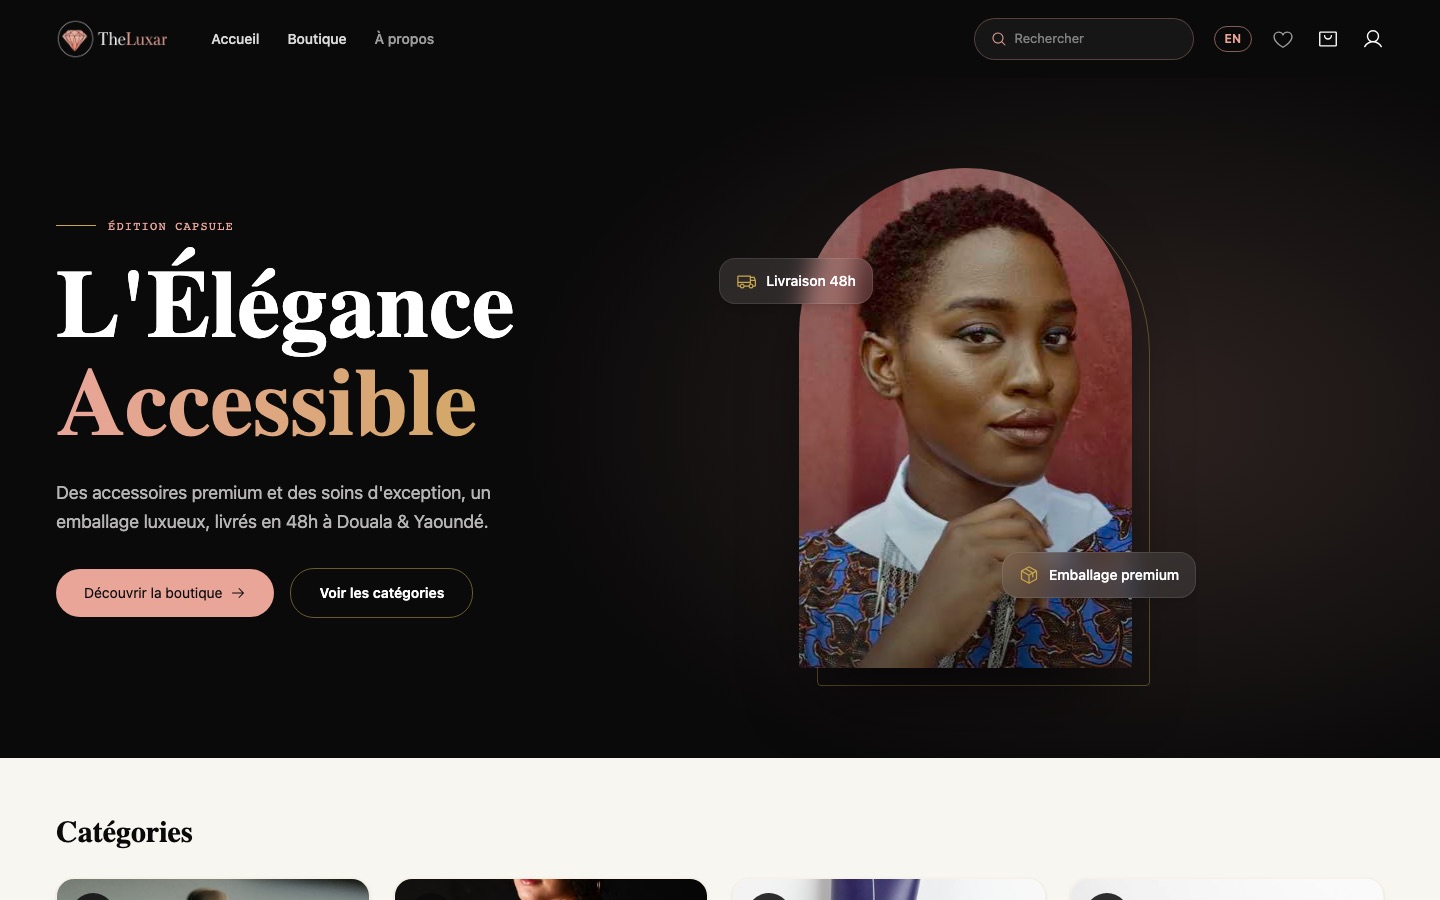 TheLuxar
Accueil
Boutique
À propos
Rechercher
EN
ÉDITION CAPSULE
L'Élégance
Accessible
Des accessoires premium et des soins d'exception, un
emballage luxueux, livrés en 48h à Douala & Yaoundé.
Découvrir la boutique
Voir les catégories
Livraison 48h
Emballage premium
Catégories